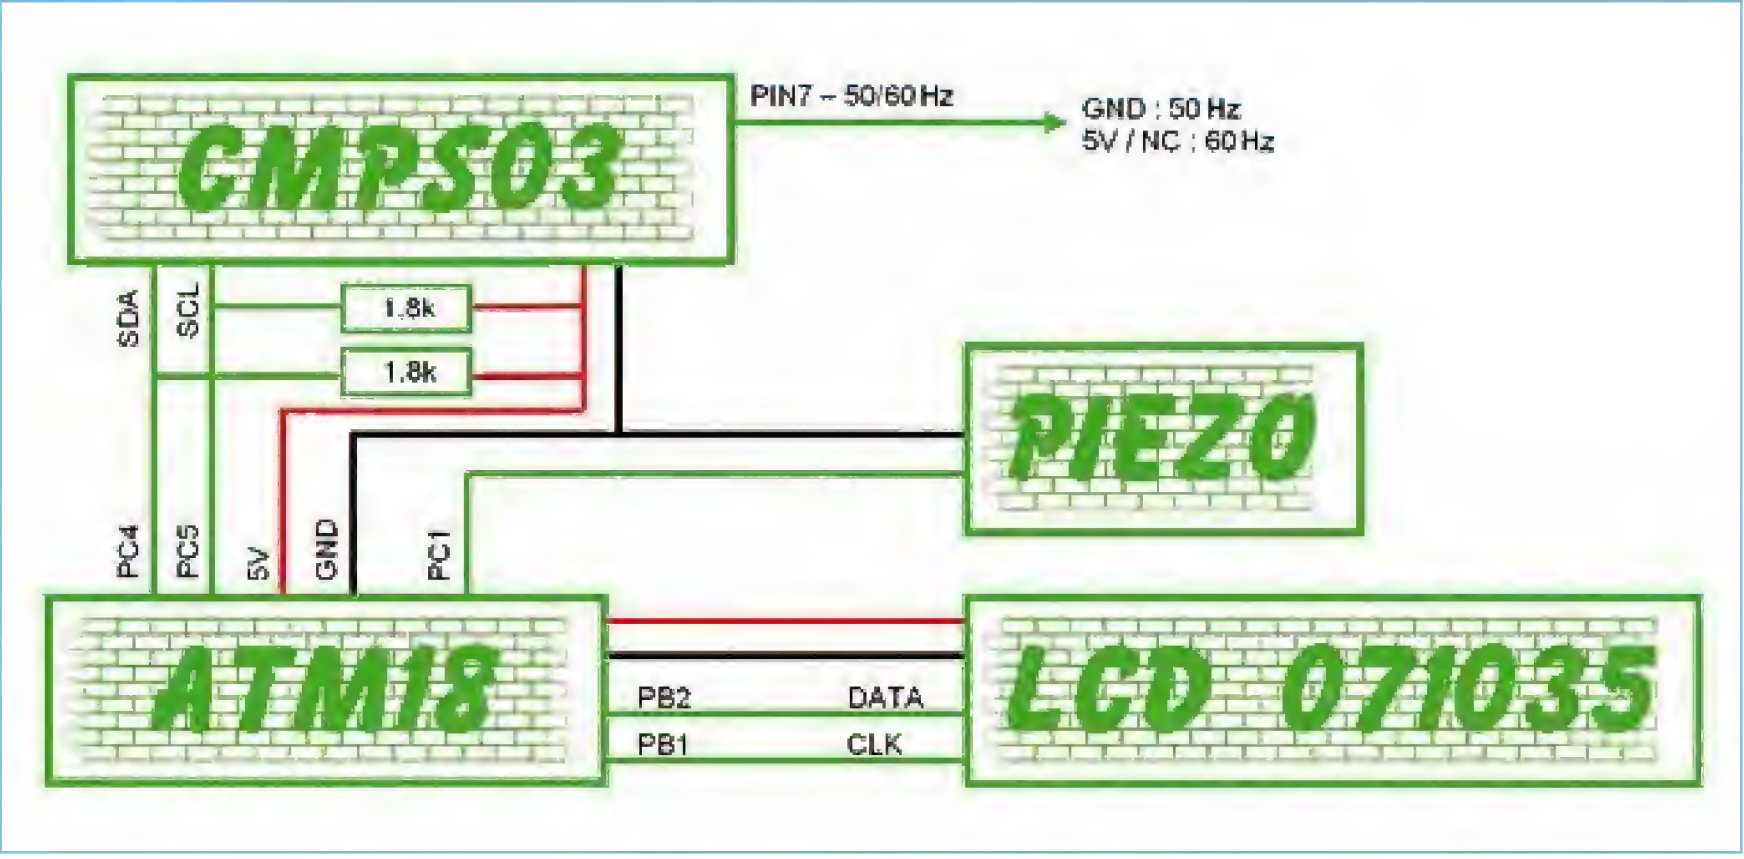 PIN7 – 50/60 Hz
GND : 50 Hz
5V / NC : 60 Hz
CMPS03
SDA
SCL
1.8k
1.8k
PIEZO
PC4
PC5
5V
GND
PC1
ATM18
PB2
DATA
PB1
CLK
LCD 071035